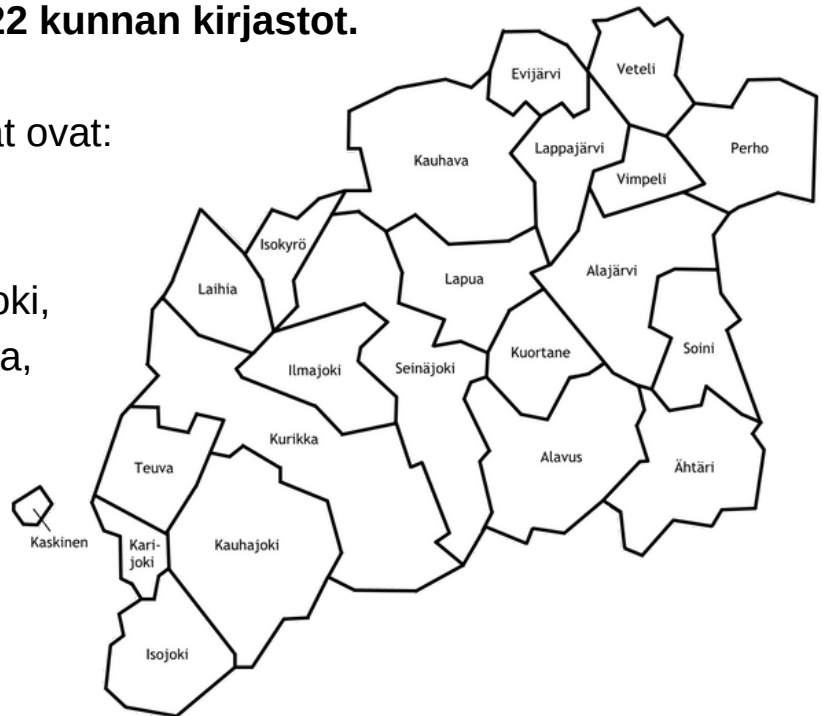 22 kunnan kirjastot.
at ovat:
oki,
a,
Evijärvi
Veteli
Kauhava
Lappajärvi
Perho
Vimpeli
Isokyrö
Laihia
Lapua
Alajärvi
Ilmajoki
Seinäjoki
Kuortane
Soini
Kurikka
Teuva
Alavus
Ähtäri
Kaskinen
Kari-
joki
Kauhajoki
Isojoki